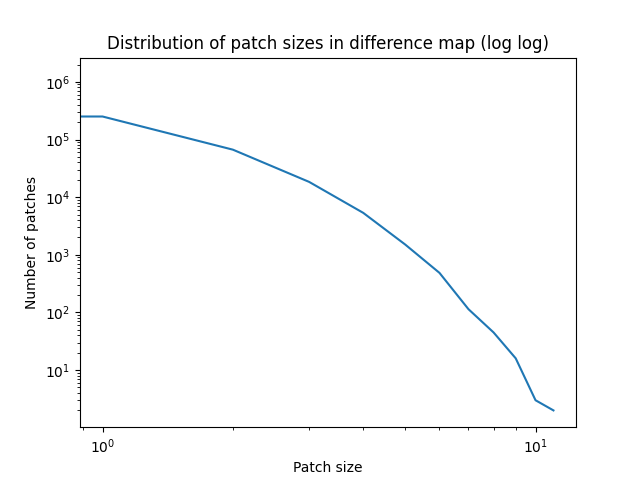 Distribution of patch sizes in difference map (log log)
Number of patches
10⁶
10⁵
10⁴
10³
10²
10¹
10⁰ 10¹
Patch size